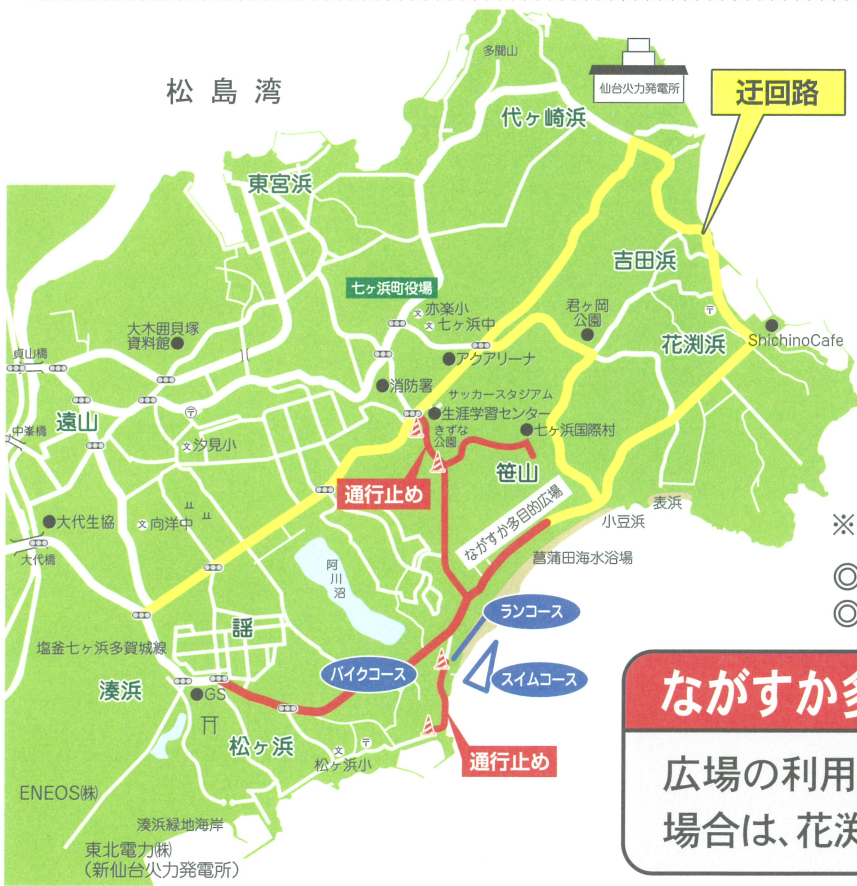 松島湾
多聞山
仙台火力発電所
迂回路
代ヶ崎浜
東宮浜
吉田浜
七ヶ浜町役場
文 亦楽小
文 七ヶ浜中
君ヶ岡
公園
〒
大木囲貝塚
資料館
アクアリーナ
花渕浜
ShichinoCafe
貞山橋
消防署
サッカースタジアム
生涯学習センター
きずな
公園
七ヶ浜国際村
遠山
〒
中峯橋
文 汐見小
笹山
通行止め
ながすか多目的広場
表浜
小豆浜
大代生協
文 向洋中
菖蒲田海水浴場
大代橋
阿川沼
※
◎
◎
ランコース
謡
塩釜七ヶ浜多賀城線
バイクコース
スイムコース
湊浜
GS
松ヶ浜
文
〒
松ヶ浜小
通行止め
ながすか多
広場の利用
場合は、花渕
ENEOS㈱
湊浜緑地海岸
東北電力㈱
（新仙台火力発電所）